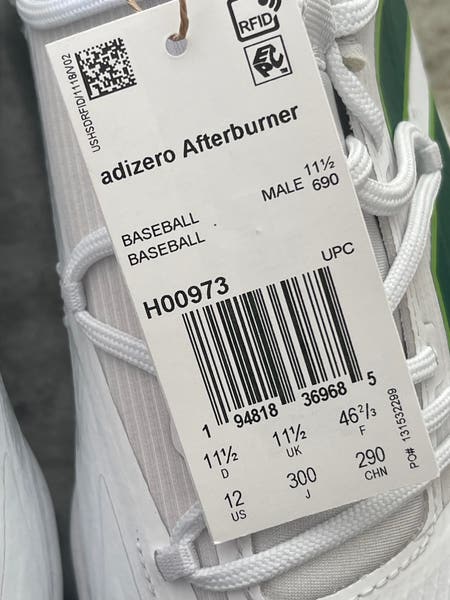 RFID
USHSDRFID/1118/V02
adizero Afterburner
MALE 11½
690
BASEBALL
BASEBALL
H00973
UPC
1 94818 36968 5
11½ 11½ 46⅔
D UK F
12 300 290
US J CHN
PO# 131532299